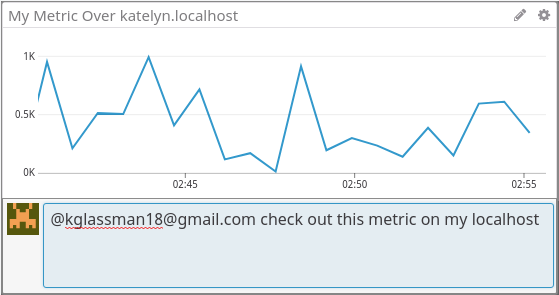 My Metric Over katelyn.localhost
1K
0.5K
0K
02:45
02:50
02:55
@kglassman18@gmail.com check out this metric on my localhost